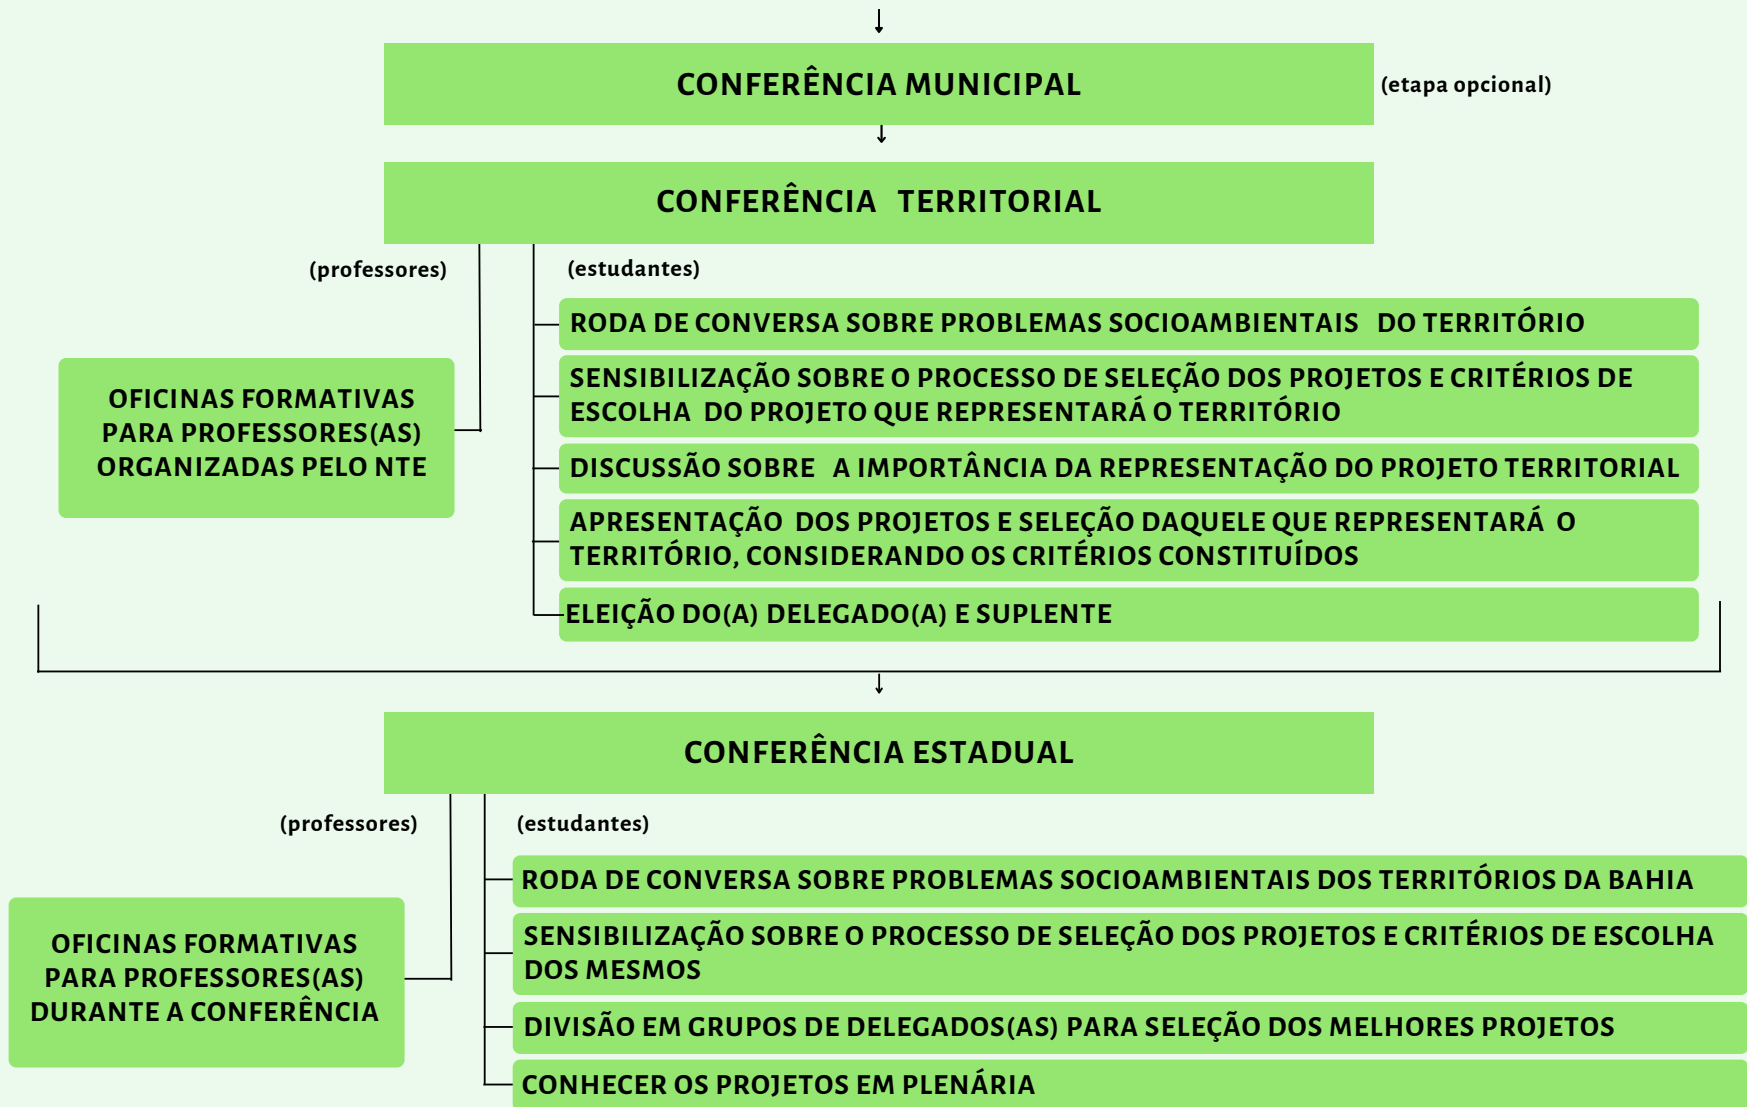 CONFERÊNCIA MUNICIPAL
(etapa opcional)
CONFERÊNCIA TERRITORIAL
(professores)
(estudantes)
OFICINAS FORMATIVAS
PARA PROFESSORES(AS)
ORGANIZADAS PELO NTE
RODA DE CONVERSA SOBRE PROBLEMAS SOCIOAMBIENTAIS DO TERRITÓRIO
SENSIBILIZAÇÃO SOBRE O PROCESSO DE SELEÇÃO DOS PROJETOS E CRITÉRIOS DE
ESCOLHA DO PROJETO QUE REPRESENTARÁ O TERRITÓRIO
DISCUSSÃO SOBRE A IMPORTÂNCIA DA REPRESENTAÇÃO DO PROJETO TERRITORIAL
APRESENTAÇÃO DOS PROJETOS E SELEÇÃO DAQUELE QUE REPRESENTARÁ O
TERRITÓRIO, CONSIDERANDO OS CRITÉRIOS CONSTITUÍDOS
ELEIÇÃO DO(A) DELEGADO(A) E SUPLENTE
CONFERÊNCIA ESTADUAL
(professores)
(estudantes)
OFICINAS FORMATIVAS
PARA PROFESSORES(AS)
DURANTE A CONFERÊNCIA
RODA DE CONVERSA SOBRE PROBLEMAS SOCIOAMBIENTAIS DOS TERRITÓRIOS DA BAHIA
SENSIBILIZAÇÃO SOBRE O PROCESSO DE SELEÇÃO DOS PROJETOS E CRITÉRIOS DE ESCOLHA
DOS MESMOS
DIVISÃO EM GRUPOS DE DELEGADOS(AS) PARA SELEÇÃO DOS MELHORES PROJETOS
CONHECER OS PROJETOS EM PLENÁRIA